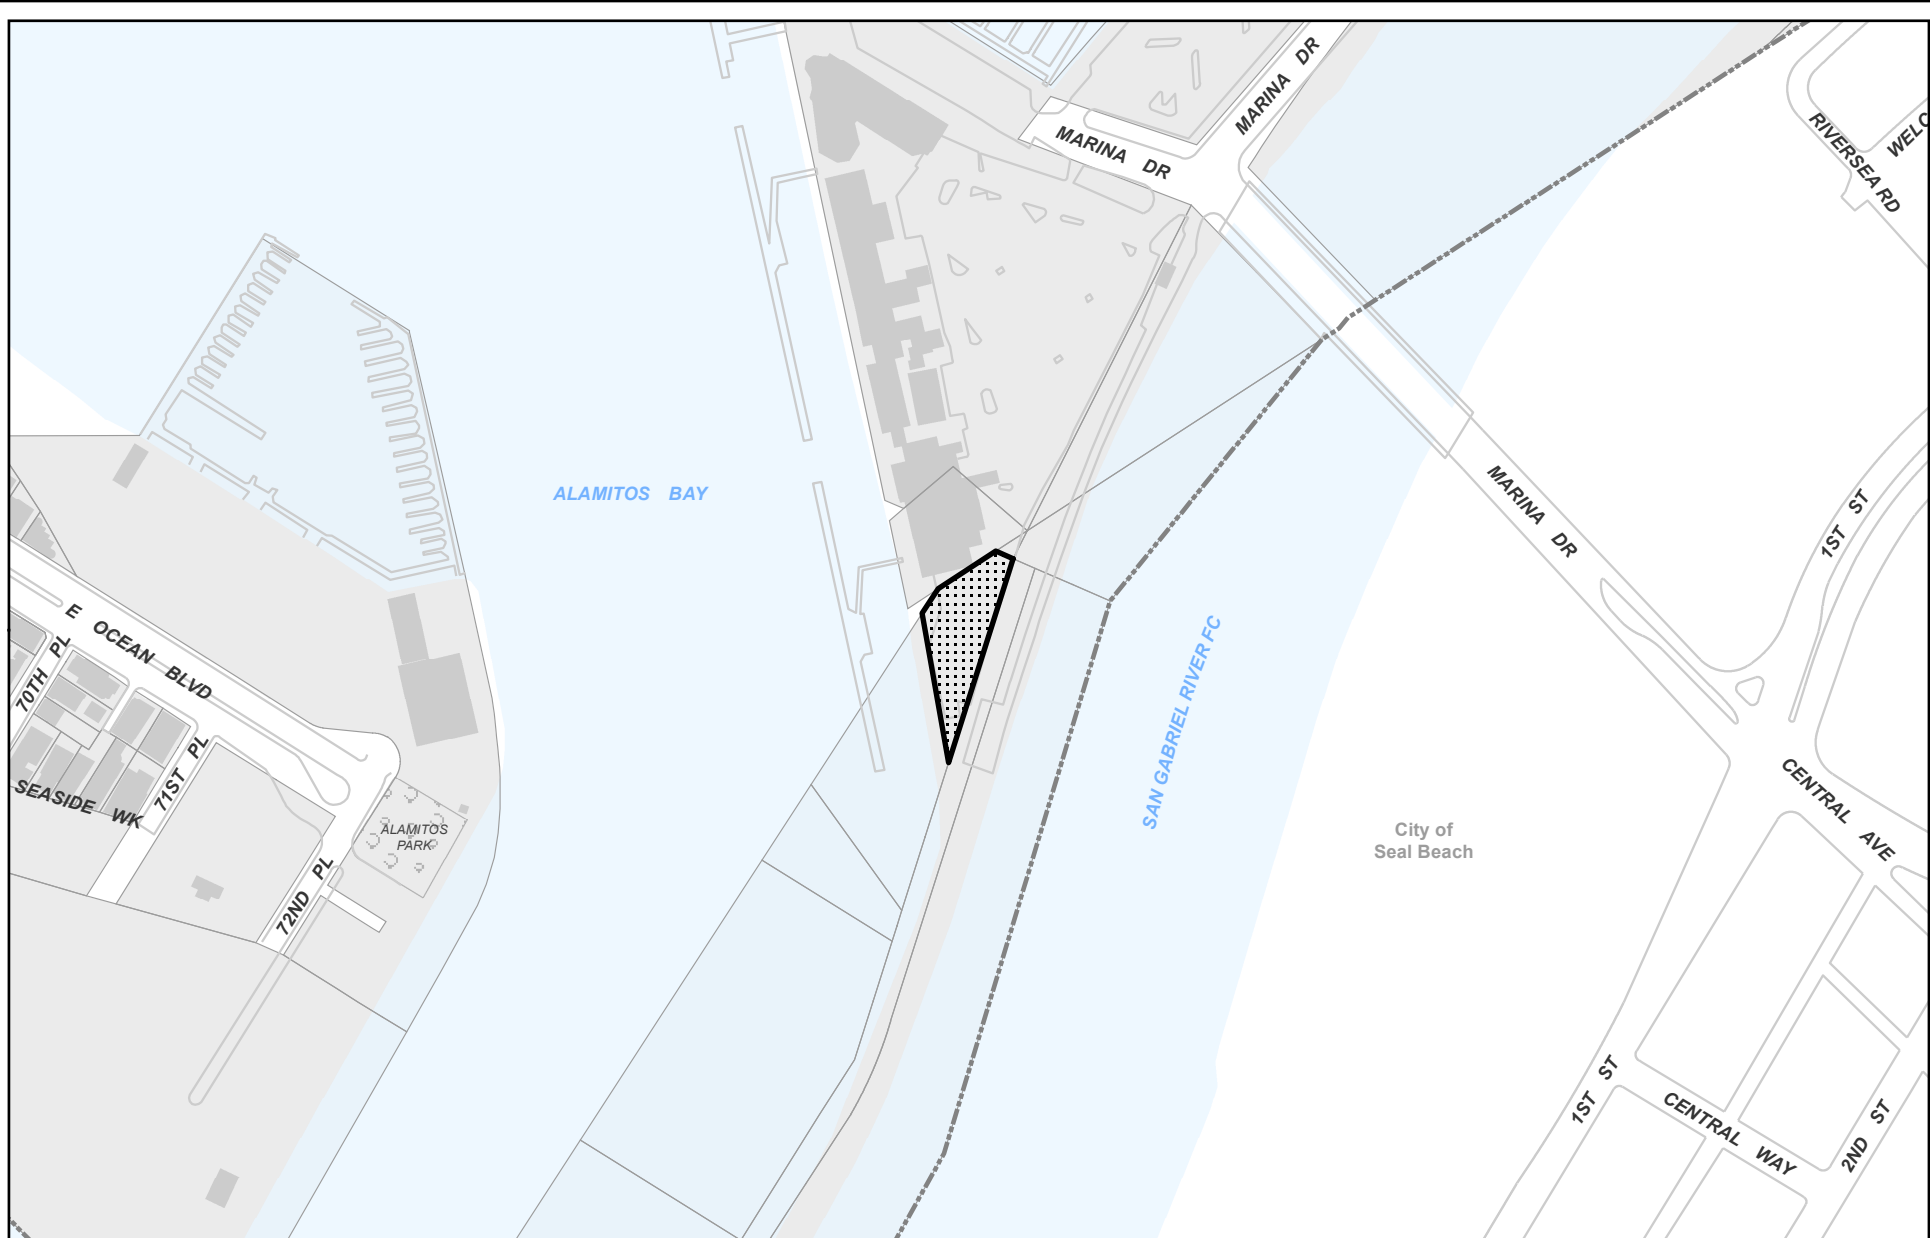 MARINA DR
MARINA DR
RIVERSEA RD
WELC
ALAMITOS BAY
MARINA DR
1ST ST
E OCEAN BLVD
70TH PL
71ST PL
SEASIDE WK
72ND PL
ALAMITOS
PARK
SAN GABRIEL RIVER FC
City of
Seal Beach
CENTRAL AVE
1ST ST
CENTRAL WAY
2ND ST